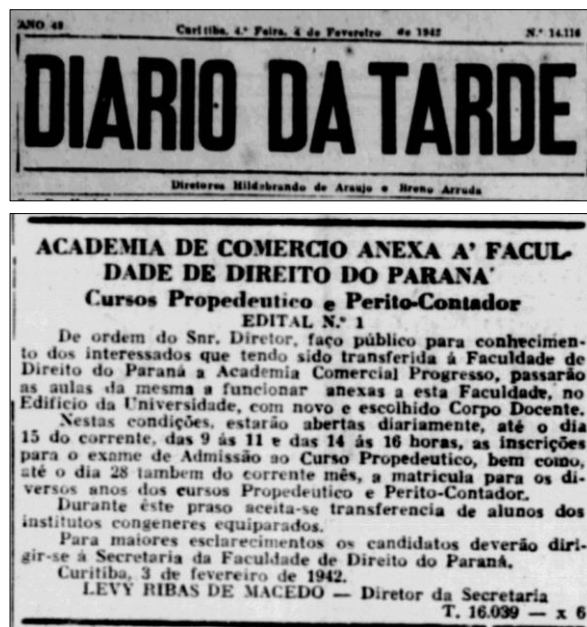 ANO 43 Curitiba, 4.ª Feira, 4 de Fevereiro de 1942 N.º 14.116
DIARIO DA TARDE
Diretores Hildebrando de Araujo e Breno Arruda
ACADEMIA DE COMERCIO ANEXA A' FACUL-
DADE DE DIREITO DO PARANA'
Cursos Propedeutico e Perito-Contador
EDITAL N.º 1
De ordem do Snr. Diretor, faço público para conhecimen-
to dos interessados que tendo sido transferida á Faculdade de
Direito do Paraná a Academia Comercial Progresso, passarão
as aulas da mesma a funcionar anexas a esta Faculdade, no
Edificio da Universidade, com novo e escolhido Corpo Docente.
Nestas condições, estarão abertas diariamente, até o dia
15 do corrente, das 9 ás 11 e das 14 ás 16 horas, as inscrições
para o exame de Admissão ao Curso Propedeutico, bem como,
até o dia 28 tambem do corrente mês, a matricula para os di-
versos anos dos cursos Propedeutico e Perito-Contador.
Durante êste praso aceita-se transferencia de alunos dos
institutos congeneres equiparados.
Para maiores esclarecimentos os candidatos deverão diri-
gir-se á Secretaria da Faculdade de Direito do Paraná.
Curitiba, 3 de fevereiro de 1942.
LEVY RIBAS DE MACEDO — Diretor da Secretaria
T. 16.039 — x 6